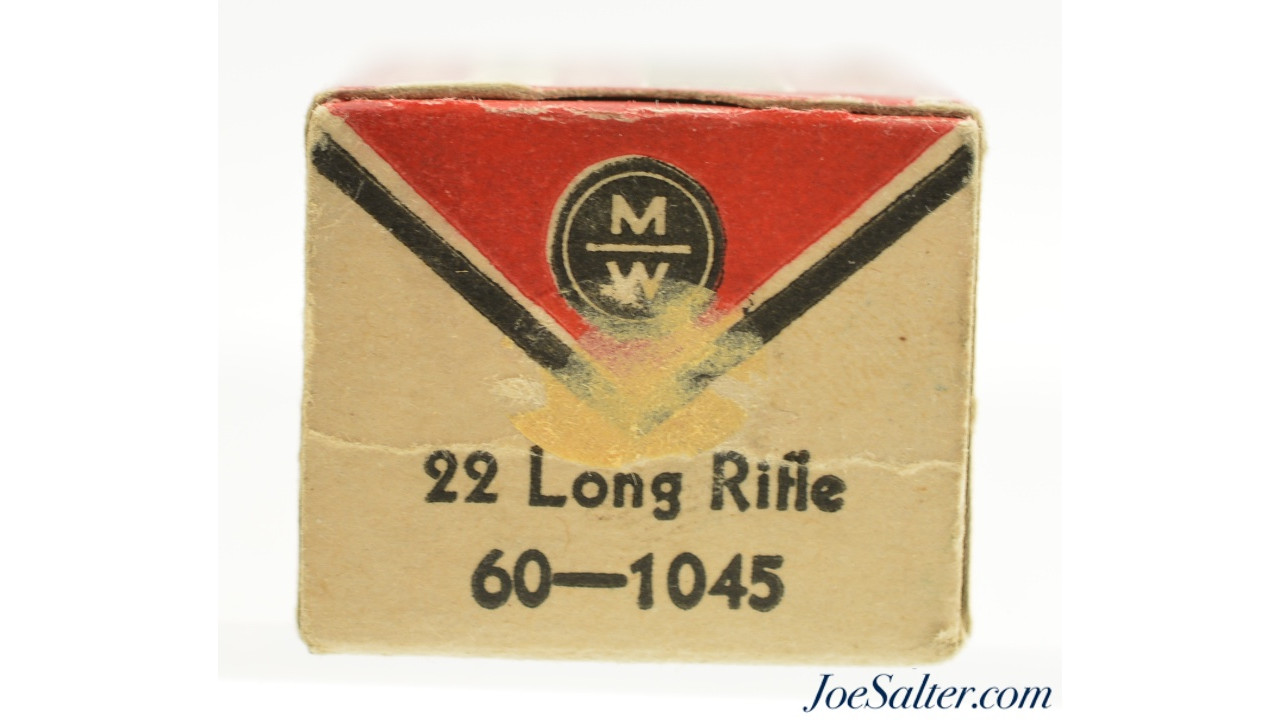 M
W
22 Long Rifle
60—1045
JoeSalter.com